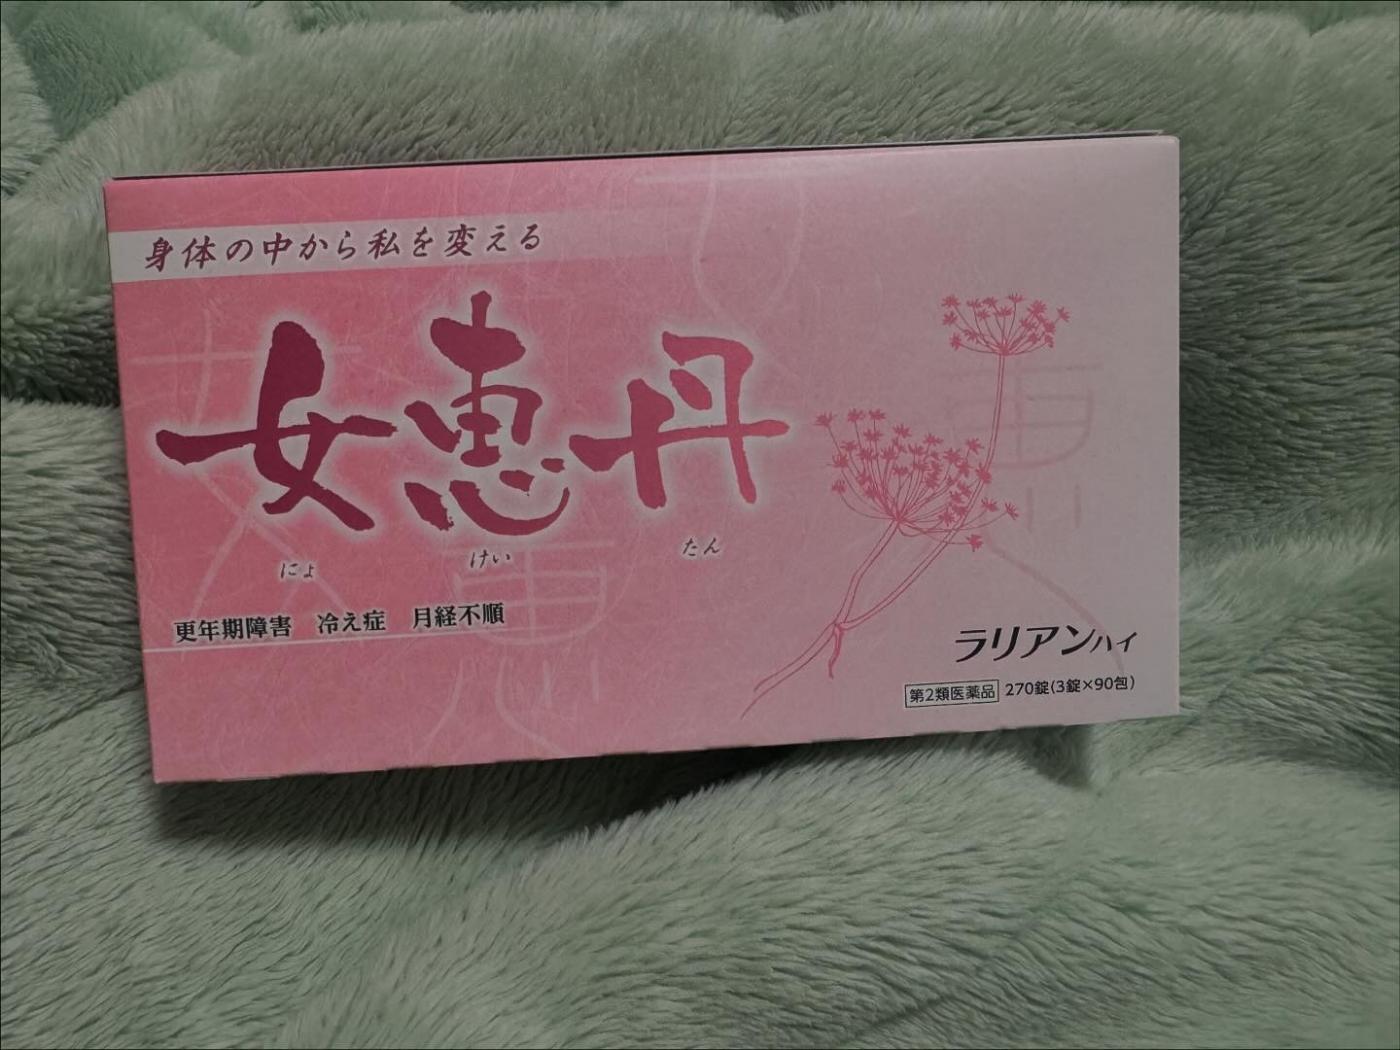 身体の中から私を変える
女恵丹
にょ けい たん
更年期障害 冷え症 月経不順
ラリアンハイ
第2類医薬品 270錠(3錠×90包)